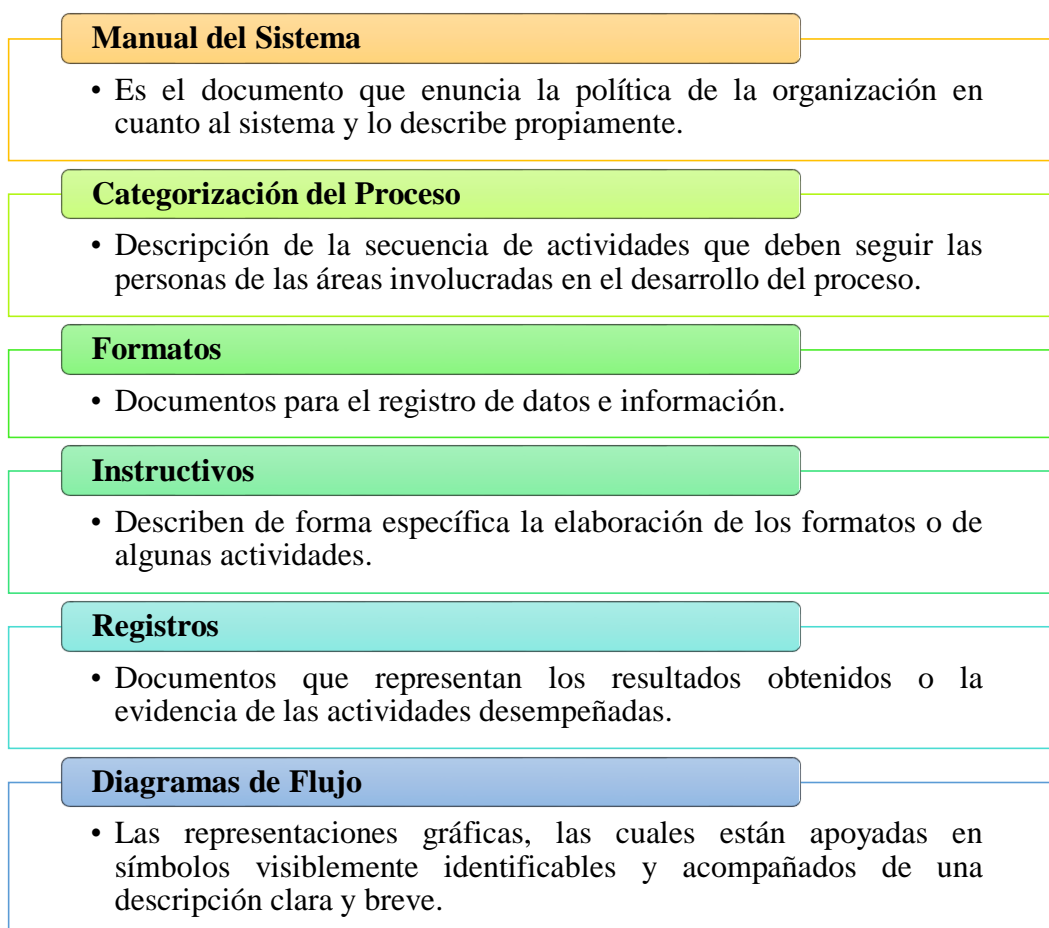 Manual del Sistema
• Es el documento que enuncia la política de la organización en
cuanto al sistema y lo describe propiamente.
Categorización del Proceso
• Descripción de la secuencia de actividades que deben seguir las
personas de las áreas involucradas en el desarrollo del proceso.
Formatos
• Documentos para el registro de datos e información.
Instructivos
• Describen de forma específica la elaboración de los formatos o de
algunas actividades.
Registros
• Documentos que representan los resultados obtenidos o la
evidencia de las actividades desempeñadas.
Diagramas de Flujo
• Las representaciones gráficas, las cuales están apoyadas en
símbolos visiblemente identificables y acompañados de una
descripción clara y breve.